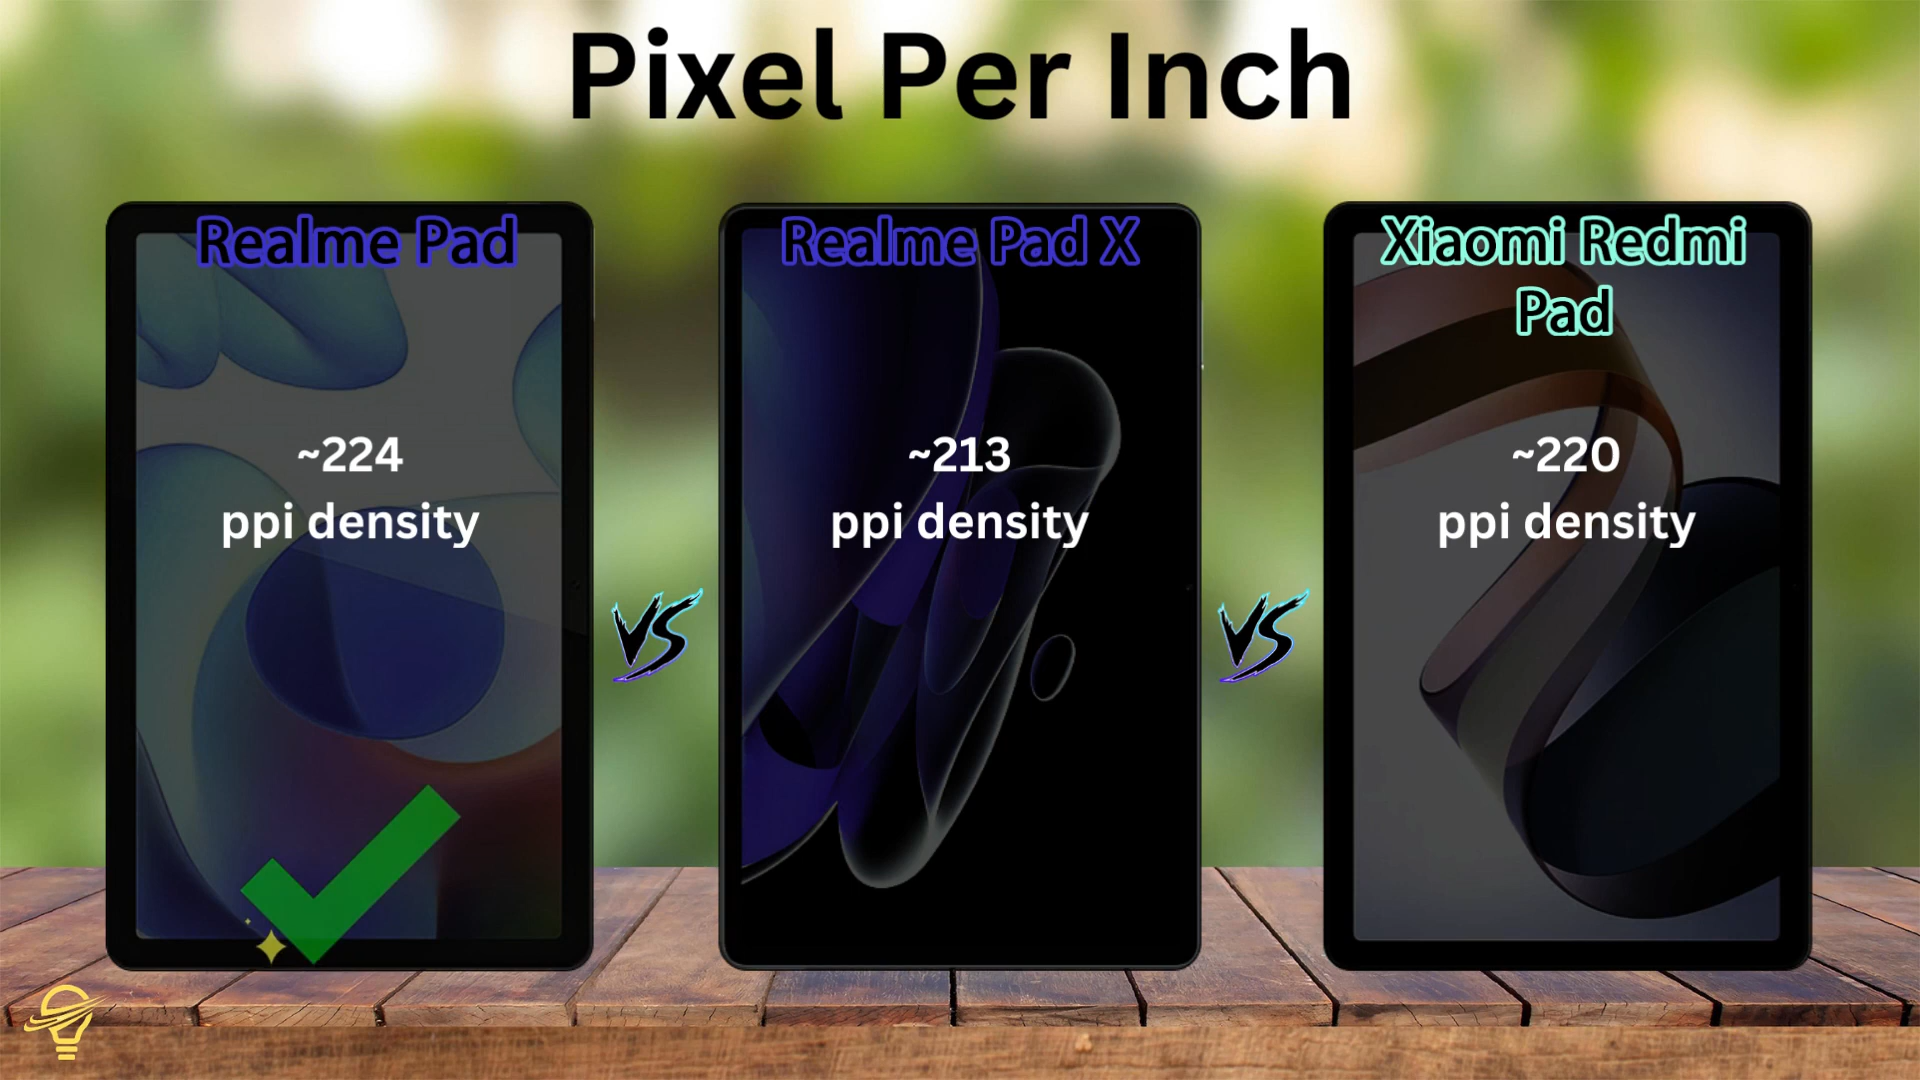 Pixel Per Inch
Realme Pad
Realme Pad X
Xiaomi Redmi
Pad
~224
ppi density
~213
ppi density
~220
ppi density
VS
VS